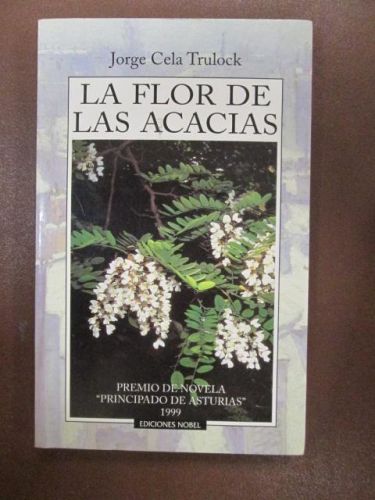 Jorge Cela Trulock
LA FLOR DE
LAS ACACIAS
PREMIO DE NOVELA
"PRINCIPADO DE ASTURIAS"
1999
EDICIONES NOBEL